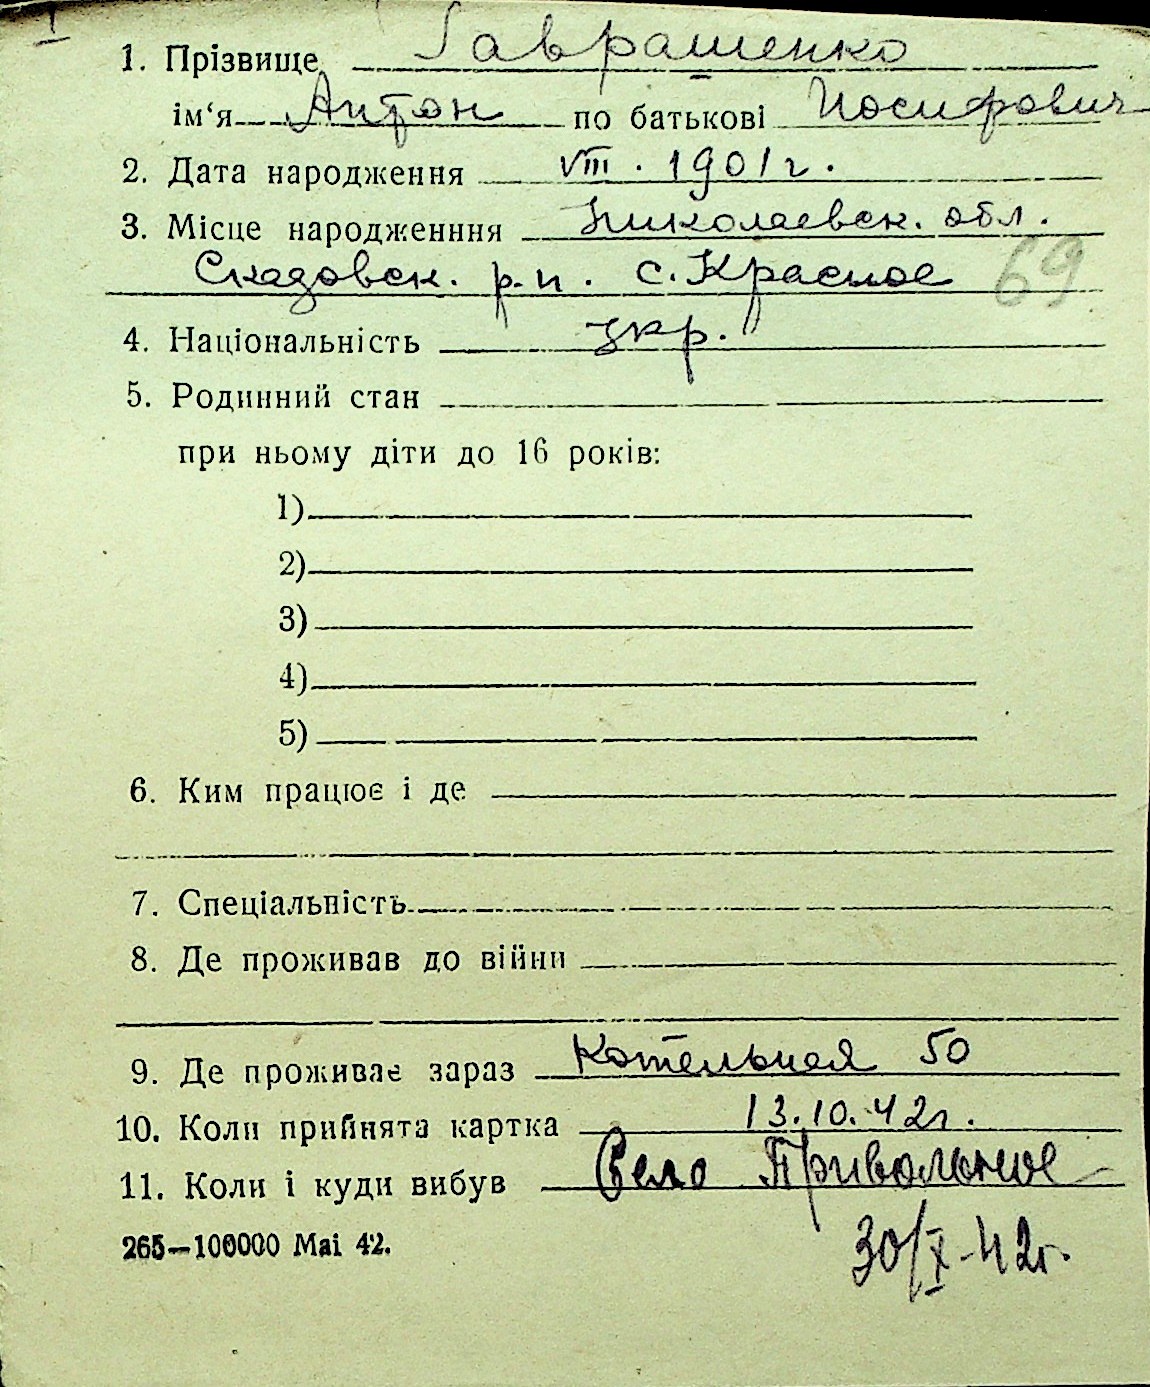 I
1. Прізвище Гаврашенко
ім‘я Антон по батькові Иосифович
2. Дата народження VIII. 1901 г.
3. Місце народженння Николаевск. обл.
Скадовск. р-н. с. Красное 69
4. Національність укр.
5. Родинний стан
при ньому діти до 16 років:
1)
2)
3)
4)
5)
6. Ким працює і де
7. Спеціальність
8. Де проживав до війни
9. Де проживає зараз Котельная 50
10. Коли прийнята картка 13.10.42г.
11. Коли і куди вибув Село Привольное
265—100000 Mai 42. 30/X-42г.